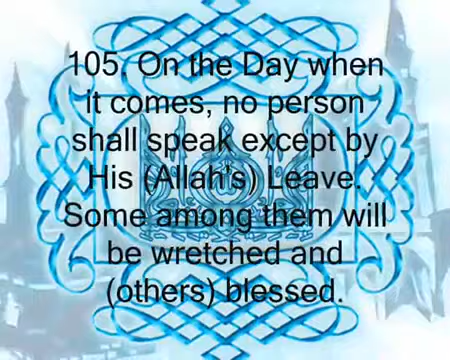 105. On the Day when
it comes, no person
shall speak except by
His (Allah's) Leave.
Some among them will
be wretched and
(others) blessed.